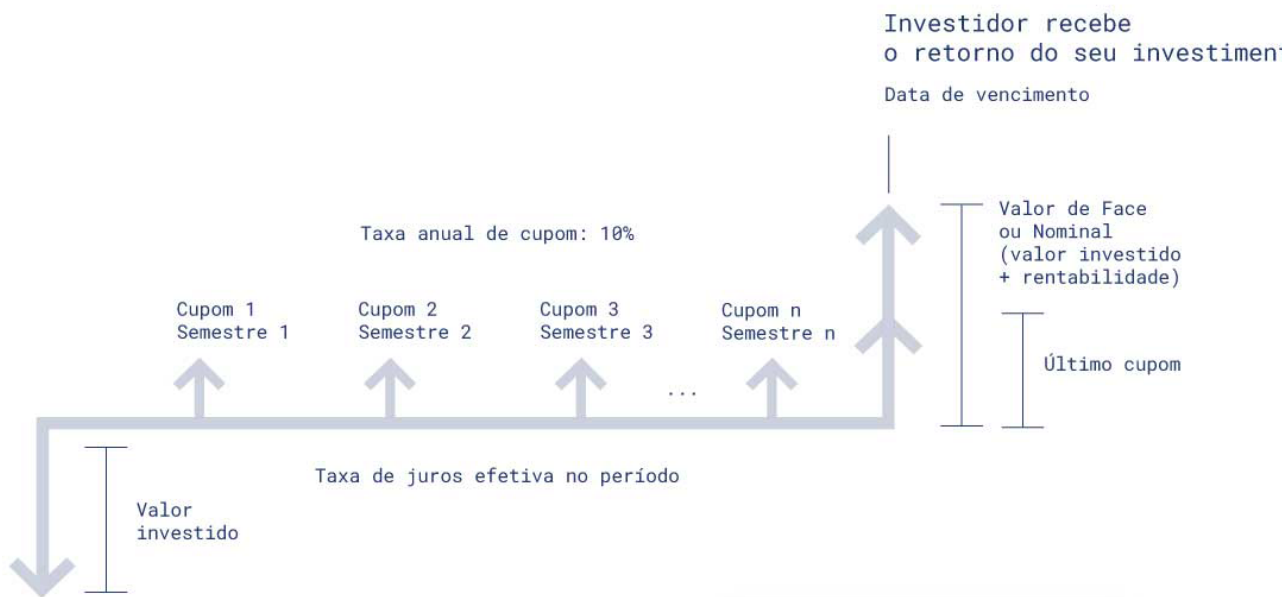 Investidor recebe
o retorno do seu investimen
Data de vencimento
Valor de Face
ou Nominal
(valor investido
+ rentabilidade)
Taxa anual de cupom: 10%
Cupom 1
Semestre 1
Cupom 2
Semestre 2
Cupom 3
Semestre 3
...
Cupom n
Semestre n
Último cupom
Taxa de juros efetiva no período
Valor
investido